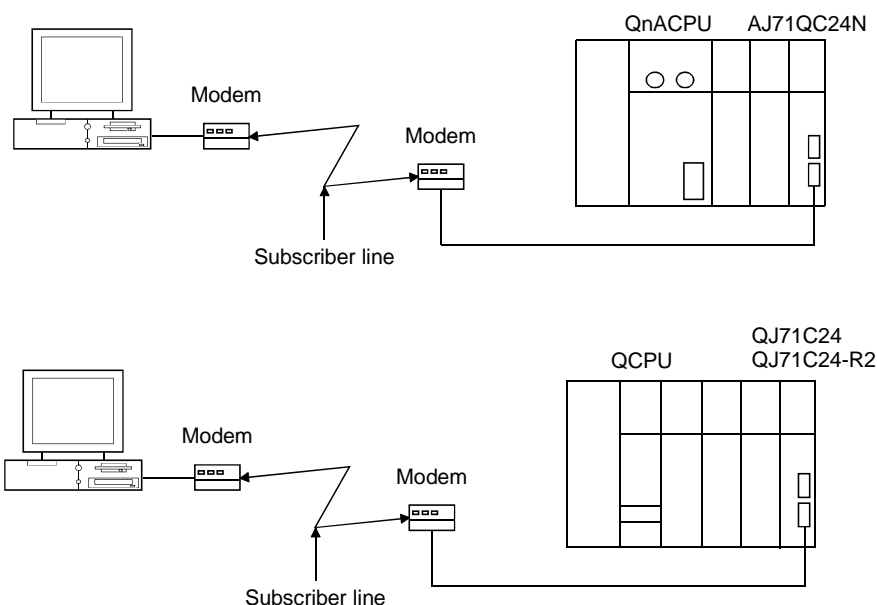 QnACPU AJ71QC24N
Modem
Modem
Subscriber line
QJ71C24
QCPU QJ71C24-R2
Modem
Modem
Subscriber line